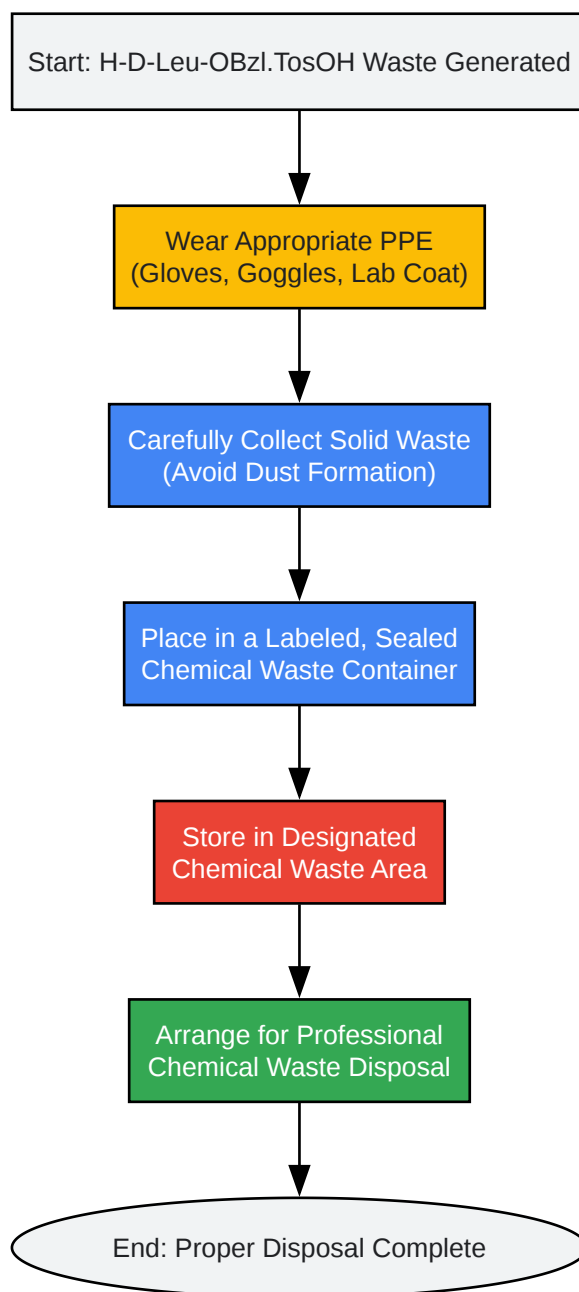 Start: H-D-Leu-OBzl.TosOH Waste Generated
Wear Appropriate PPE
(Gloves, Goggles, Lab Coat)
Carefully Collect Solid Waste
(Avoid Dust Formation)
Place in a Labeled, Sealed
Chemical Waste Container
Store in Designated
Chemical Waste Area
Arrange for Professional
Chemical Waste Disposal
End: Proper Disposal Complete